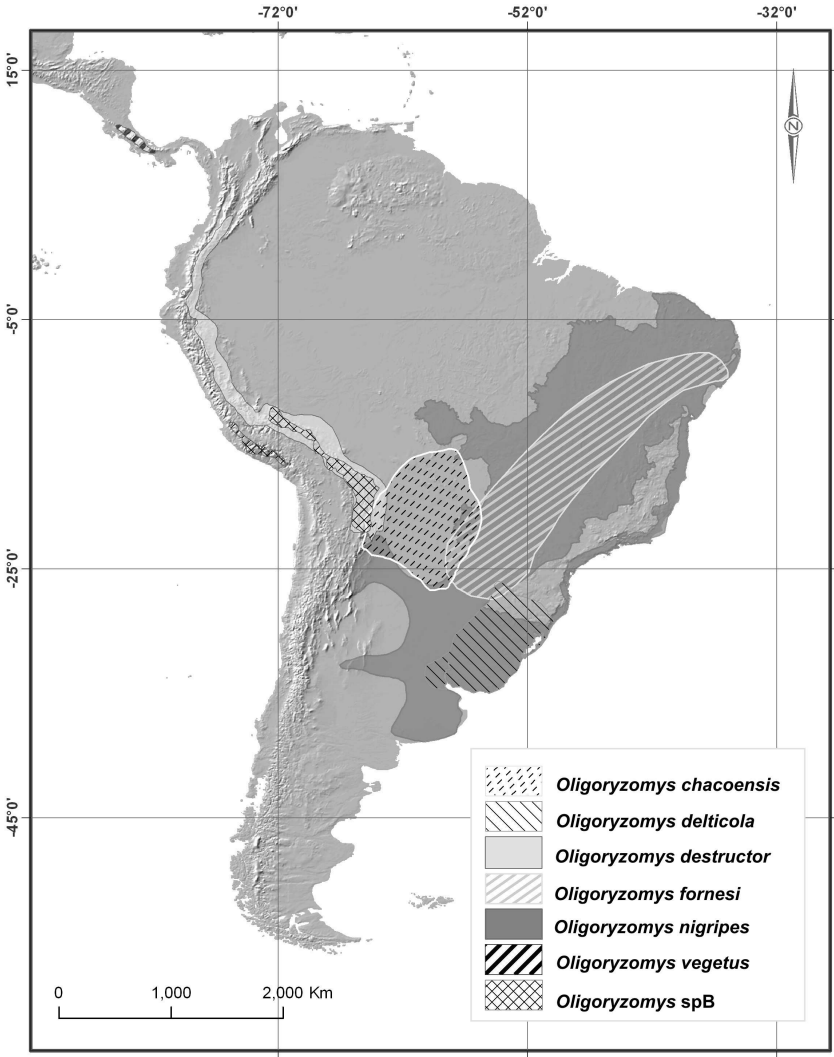 -72°0' -52°0' -32°0'
15°0'
N
-5°0'
-25°0'
-45°0'
Oligoryzomys chacoensis
Oligoryzomys delticola
Oligoryzomys destructor
Oligoryzomys fornesi
Oligoryzomys nigripes
Oligoryzomys vegetus
Oligoryzomys spB
0 1,000 2,000 Km